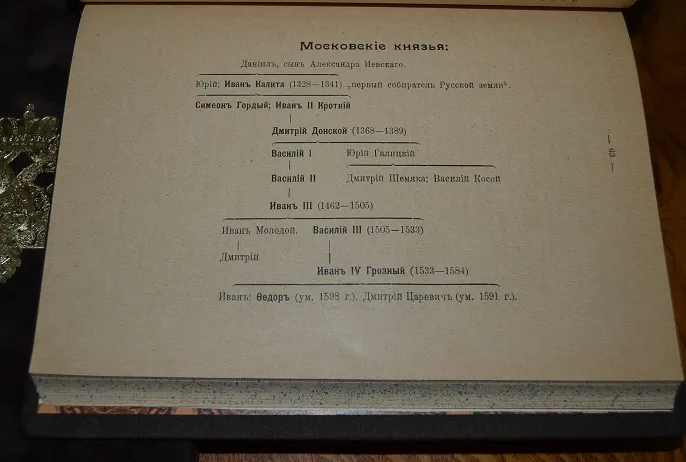 Московскіе князья:
Даніилъ, сынъ Александра Невскаго.
Юрій; Иванъ Калита (1328—1341) „первый собиратель Русской земли“.
Симеонъ Гордый; Иванъ II Кроткій
Дмитрій Донской (1368—1389)
Василій I Юрій Галицкій
Василій II Дмитрій Шемяка; Василій Косой
Иванъ III (1462—1505)
Иванъ Молодой. Василій III (1505—1533)
Дмитрій
Иванъ IV Грозный (1533—1584)
Иванъ; Ѳедоръ (ум. 1598 г.), Дмитрій Царевичъ (ум. 1591 г.).